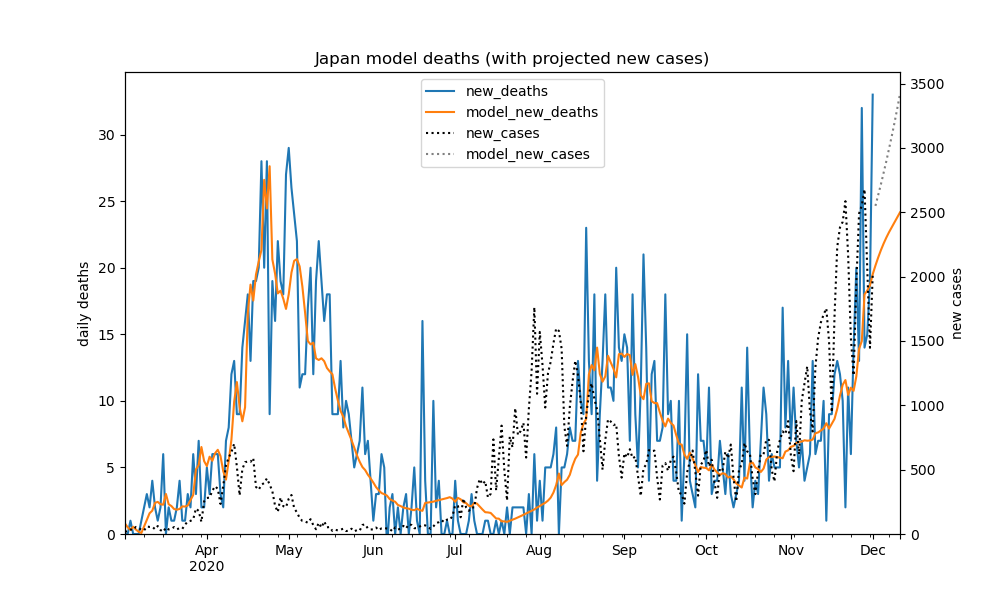 Japan model deaths (with projected new cases)
new_deaths
model_new_deaths
new_cases
model_new_cases
daily deaths
0
5
10
15
20
25
30
new cases
0
500
1000
1500
2000
2500
3000
3500
Apr
2020
May
Jun
Jul
Aug
Sep
Oct
Nov
Dec